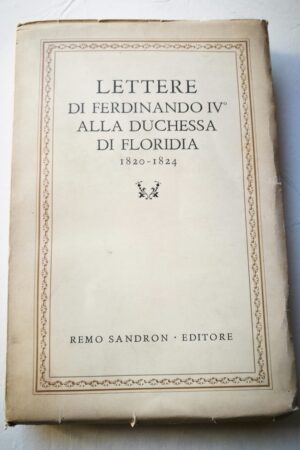 LETTERE
DI FERDINANDO IV°
ALLA DUCHESSA
DI FLORIDIA
1820-1824
REMO SANDRON · EDITORE